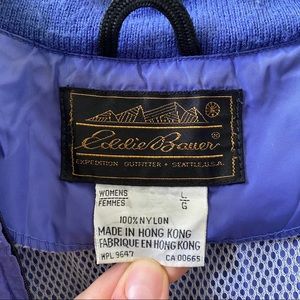 Eddie Bauer®
EXPEDITION OUTFITTER • SEATTLE, U.S.A.
WOMENS L
FEMMES G
100% NYLON
MADE IN HONG KONG
FABRIQUE EN HONG KONG
WPL 9647 CA 00665